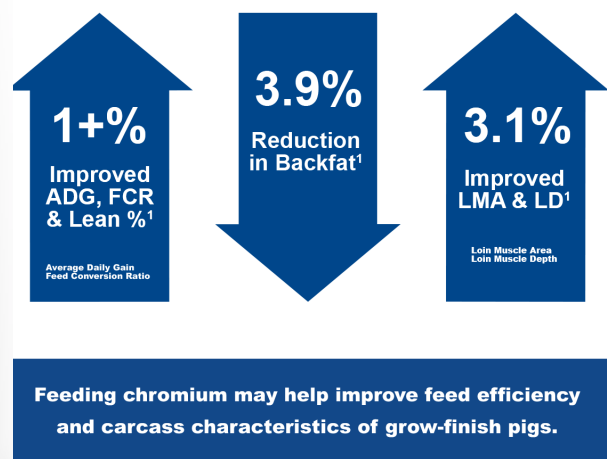 1+%
Improved
ADG, FCR
& Lean %¹
Average Daily Gain
Feed Conversion Ratio
3.9%
Reduction
in Backfat¹
3.1%
Improved
LMA & LD¹
Loin Muscle Area
Loin Muscle Depth
Feeding chromium may help improve feed efficiency
and carcass characteristics of grow-finish pigs.